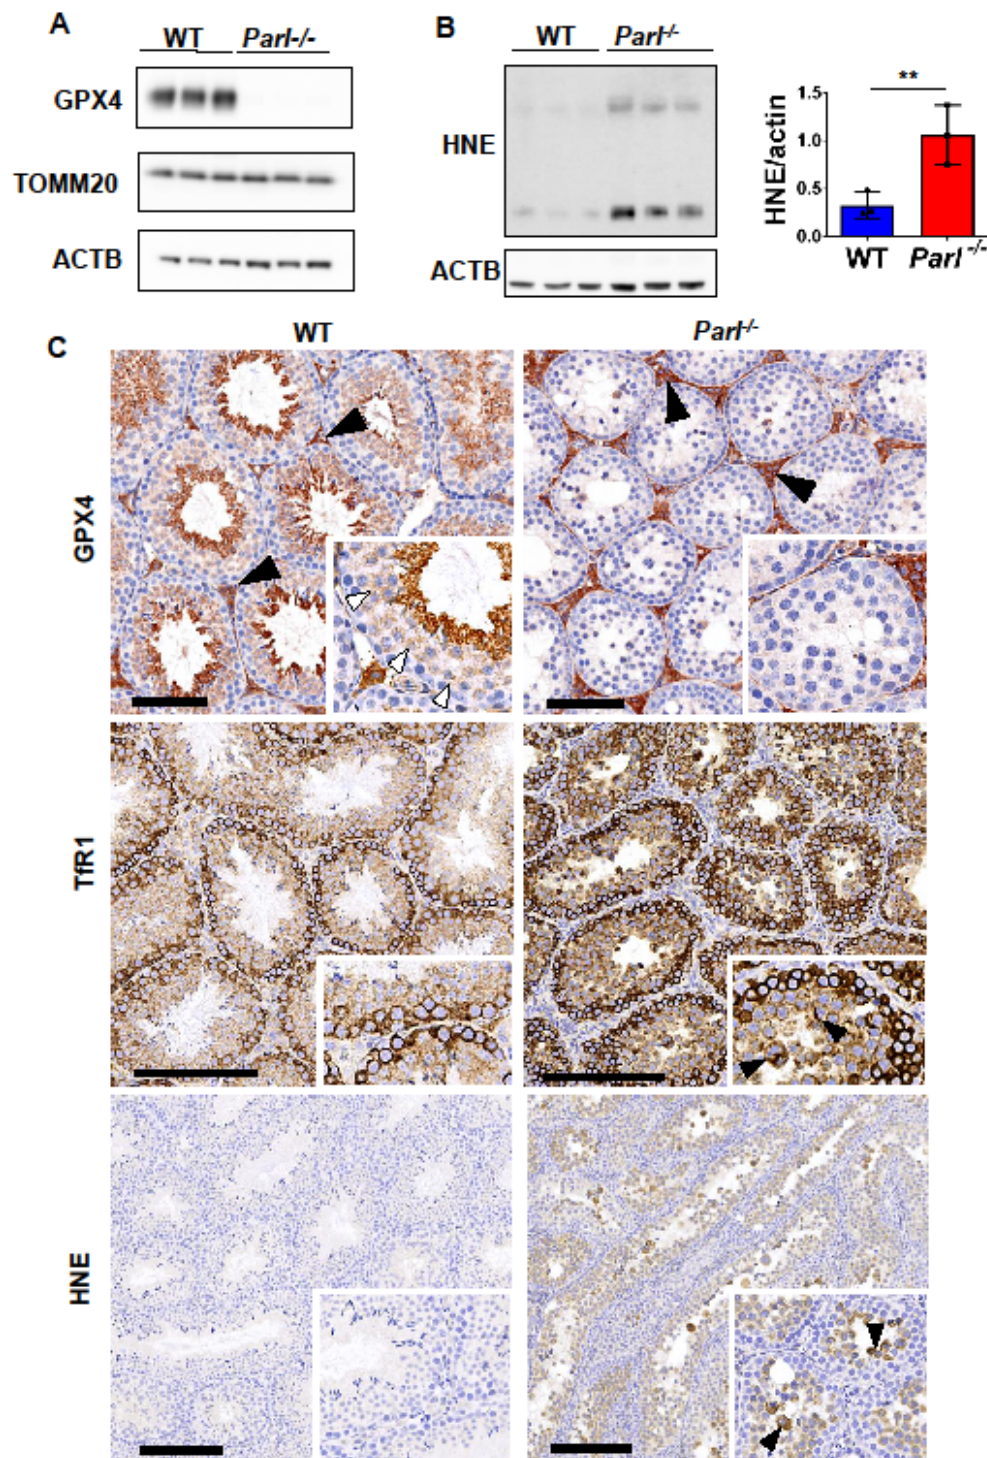 A
WT Parl-/-
GPX4
TOMM20
ACTB
B
WT Parl-/-
HNE
ACTB
**
HNE/actin
1.5
1.0
0.5
0.0
WT Parl -/-
C
WT Parl-/-
GPX4
TfR1
HNE